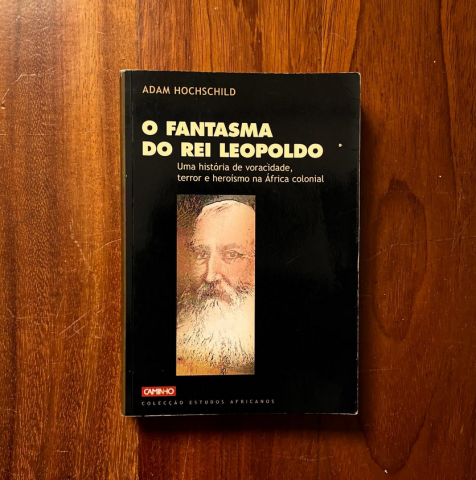 ADAM HOCHSCHILD
O FANTASMA
DO REI LEOPOLDO
Uma história de voracidade,
terror e heroísmo na África colonial
CAMINHO
COLECÇÃO ESTUDOS AFRICANOS